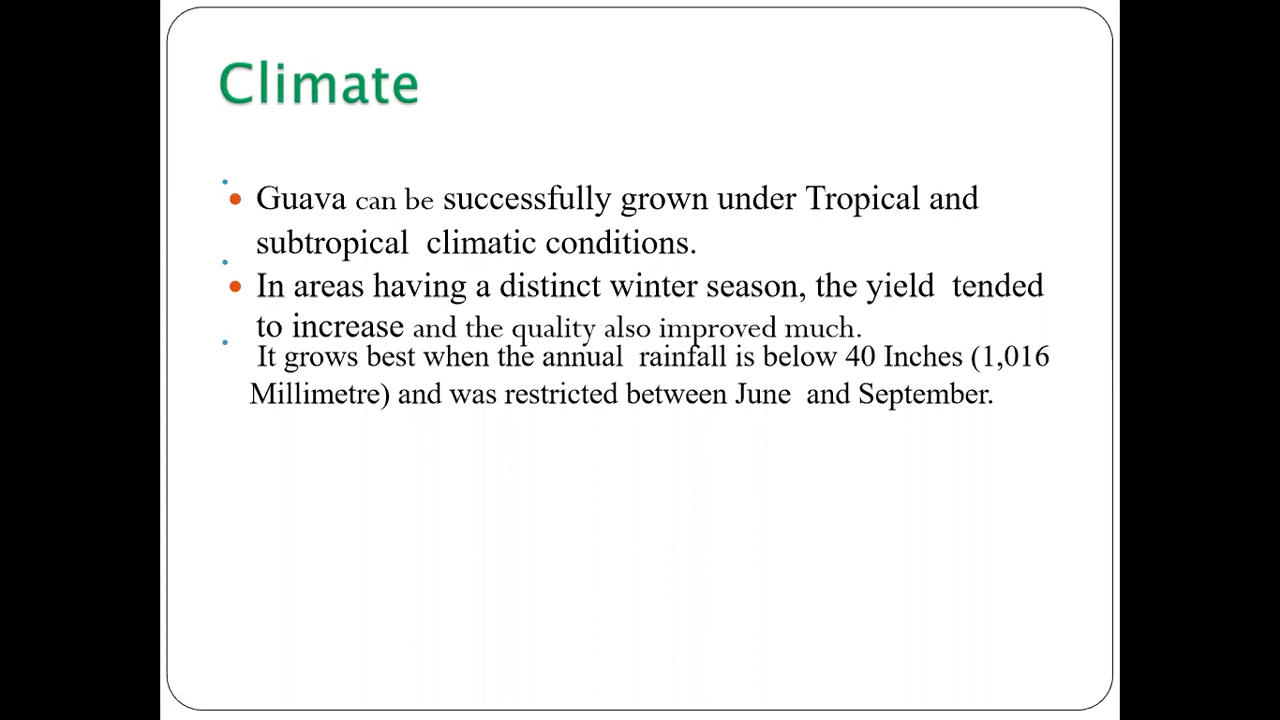 Climate
• Guava can be successfully grown under Tropical and
subtropical climatic conditions.
• In areas having a distinct winter season, the yield tended
to increase and the quality also improved much.
• It grows best when the annual rainfall is below 40 Inches (1,016
Millimetre) and was restricted between June and September.